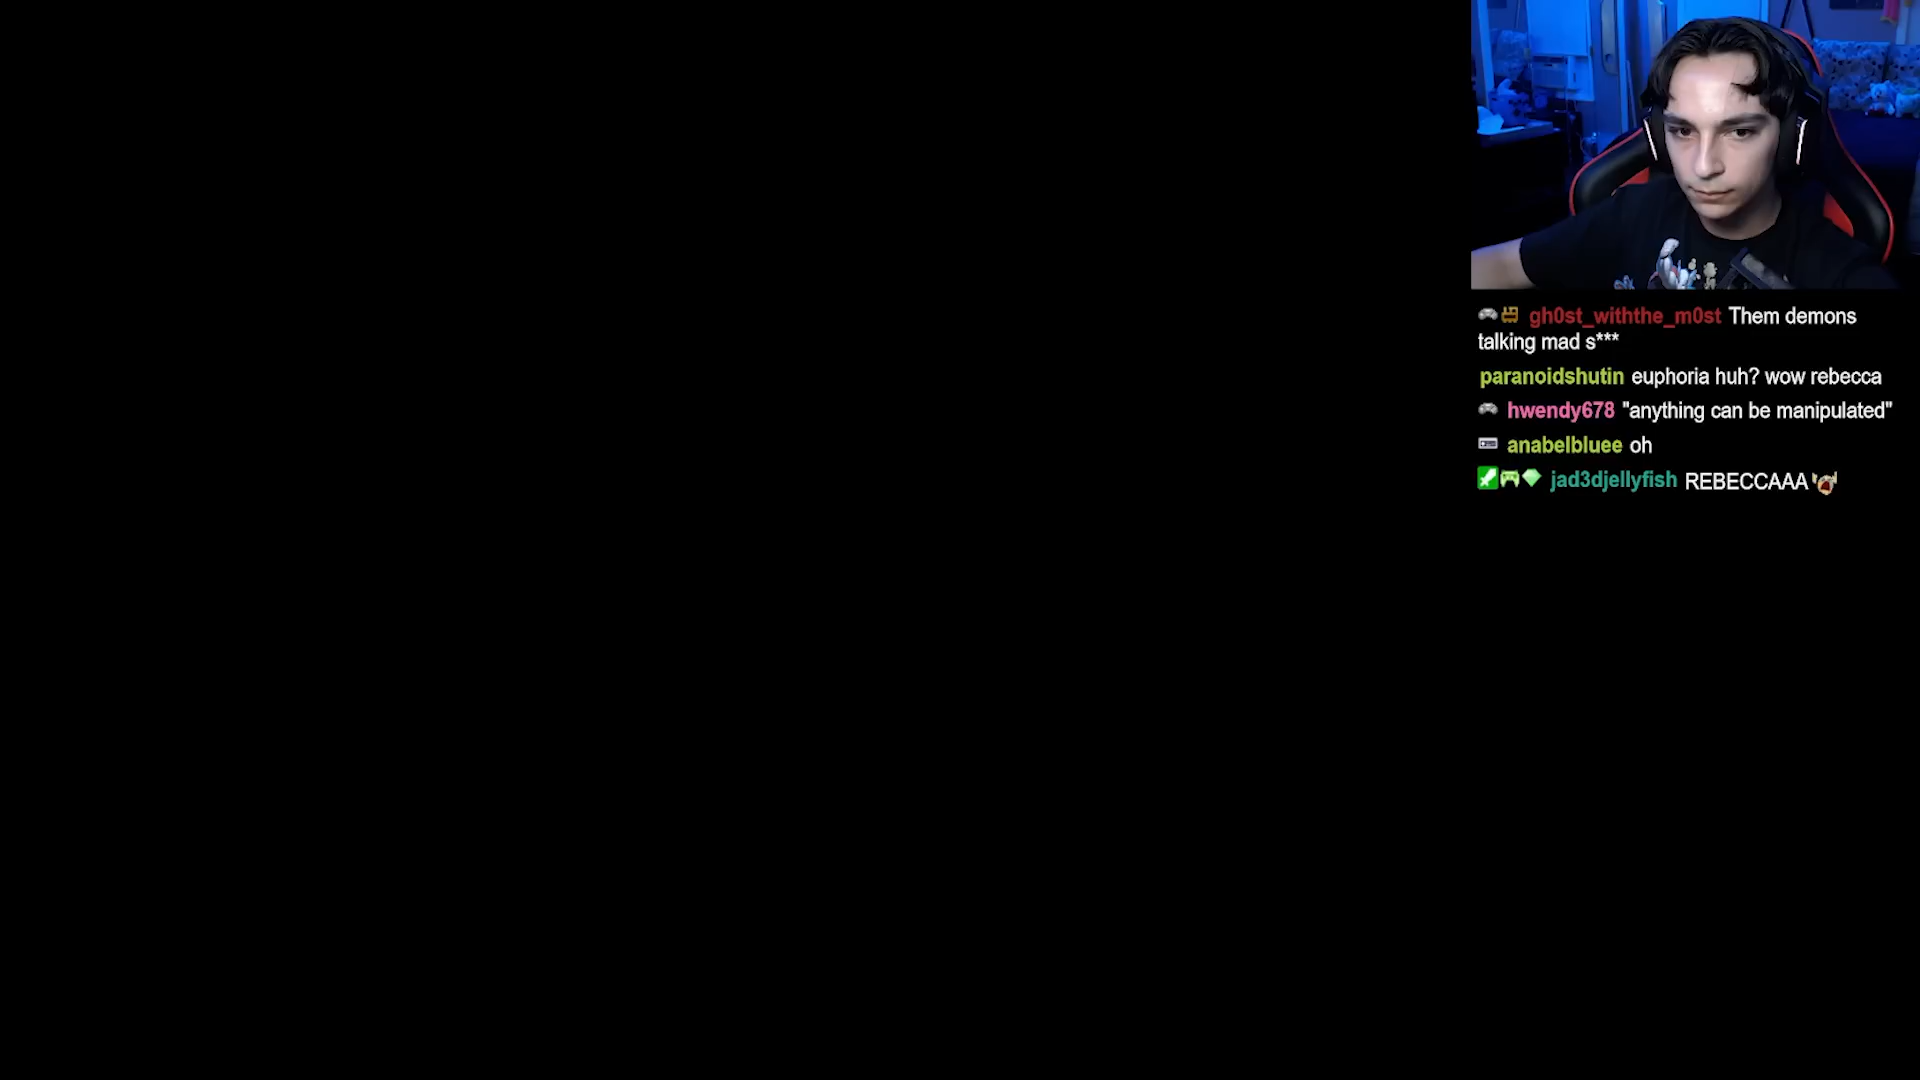 gh0st_withthe_m0st Them demons
talking mad s***
paranoidshutin euphoria huh? wow rebecca
hwendy678 "anything can be manipulated"
anabelbluee oh
jad3djellyfish REBECCAAA